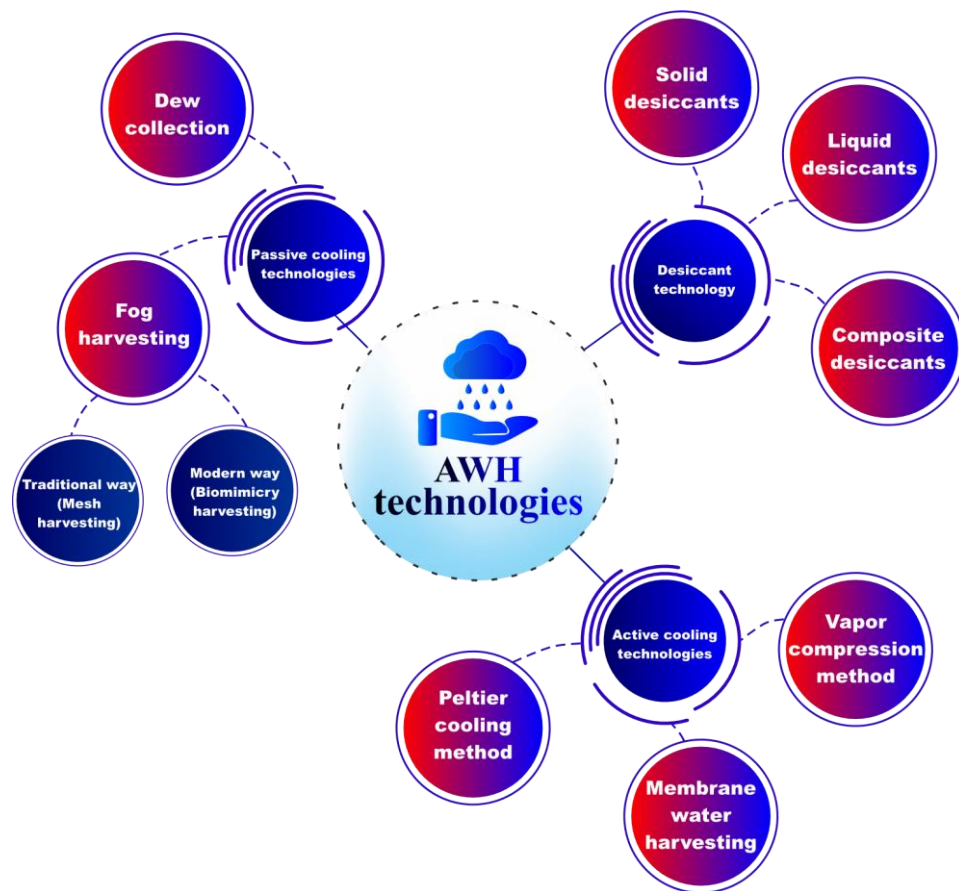 Dew
collection
Passive cooling
technologies
Fog
harvesting
Traditional way
(Mesh
harvesting)
Modern way
(Biomimicry
harvesting)
Solid
desiccants
Liquid
desiccants
Desiccant
technology
Composite
desiccants
AWH
technologies
Active cooling
technologies
Vapor
compression
method
Peltier
cooling
method
Membrane
water
harvesting